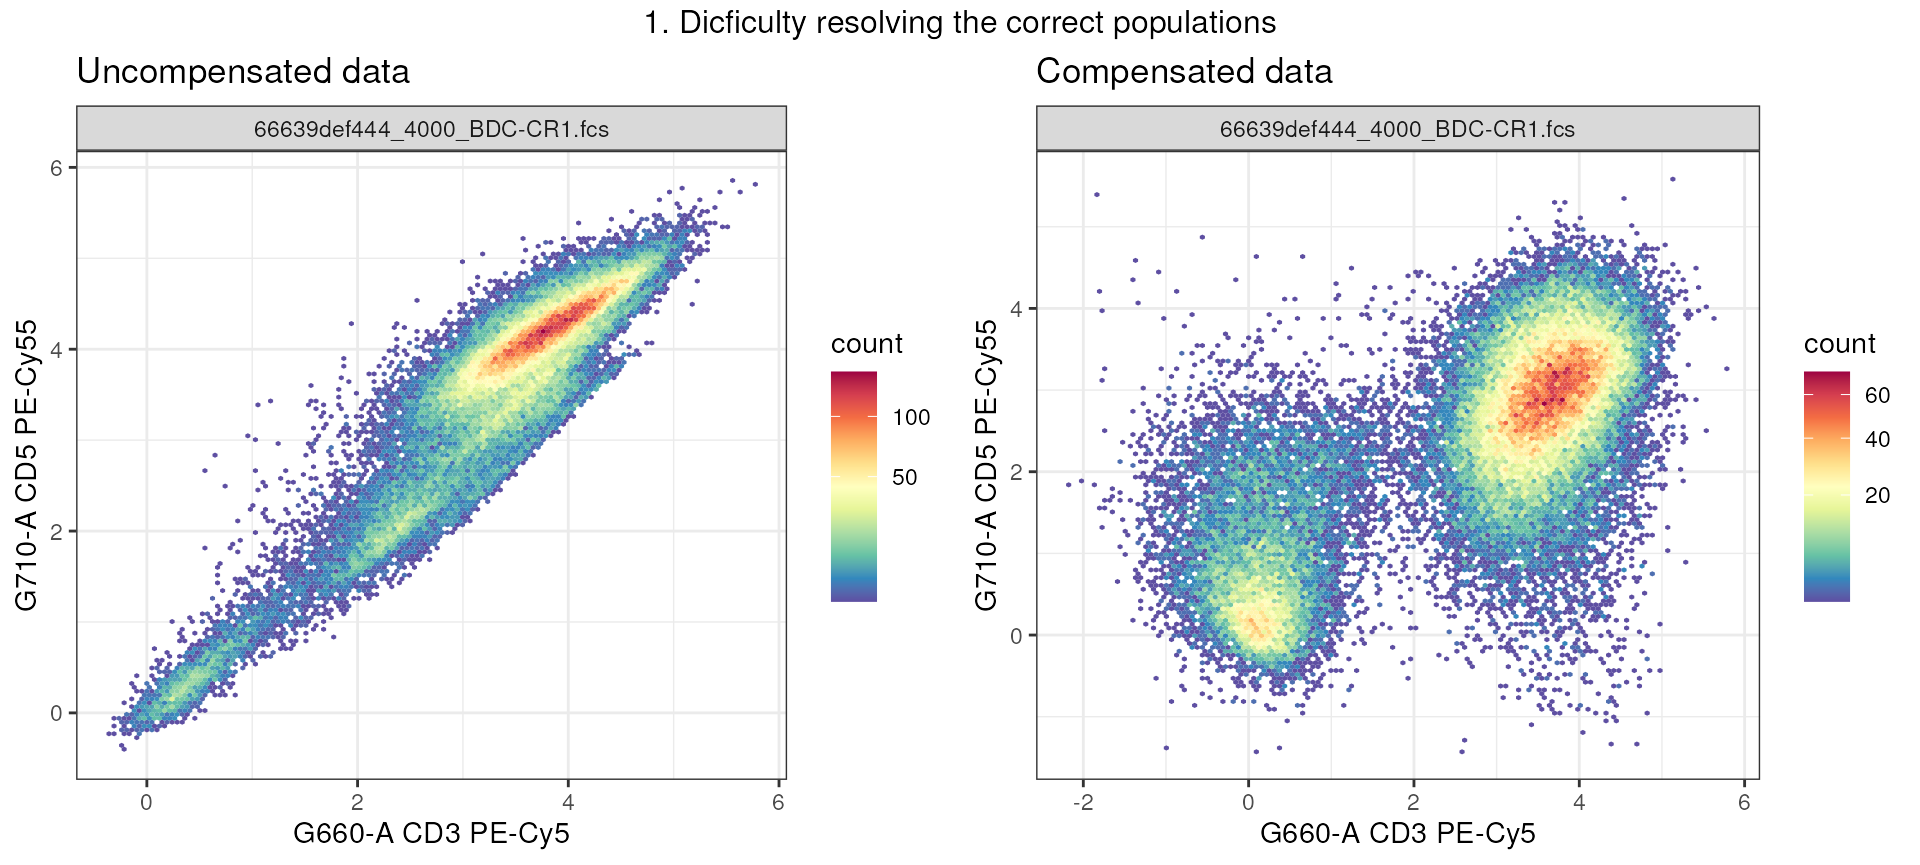 1. Dicficulty resolving the correct populations
Uncompensated data
66639def444_4000_BDC-CR1.fcs
G710-A CD5 PE-Cy55
6
4
2
0
0 2 4 6
G660-A CD3 PE-Cy5
count
100
50
Compensated data
66639def444_4000_BDC-CR1.fcs
G710-A CD5 PE-Cy55
4
2
0
-2 0 2 4 6
G660-A CD3 PE-Cy5
count
60
40
20